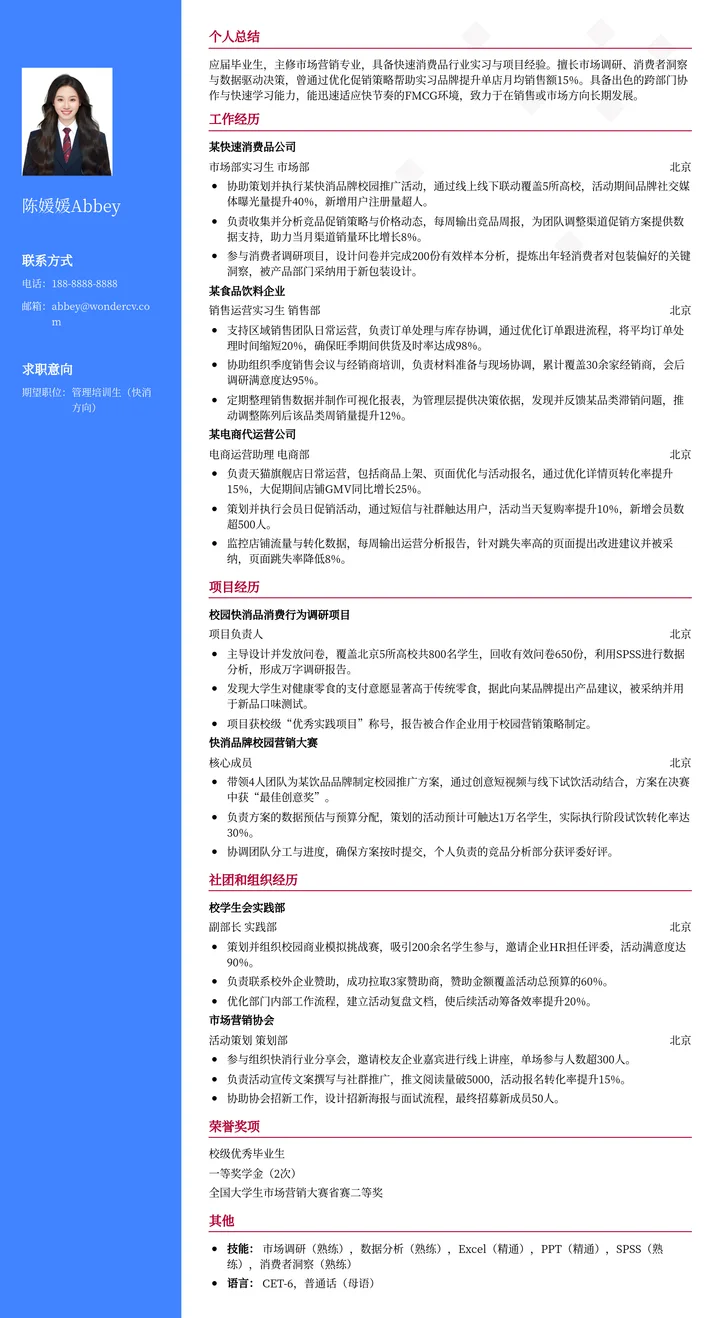 陈媛媛Abbey
联系方式
电话：188-8888-8888
邮箱：abbey@wondercv.co
m
求职意向
期望职位：管理培训生（快消
方向）
个人总结
应届毕业生，主修市场营销专业，具备快速消费品行业实习与项目经验。擅长市场调研、消费者洞察
与数据驱动决策，曾通过优化促销策略帮助实习品牌提升单店月均销售额15%。具备出色的跨部门协
作与快速学习能力，能迅速适应快节奏的FMCG环境，致力于在销售或市场方向长期发展。
工作经历
某快速消费品公司
市场部实习生 市场部 北京
● 协助策划并执行某快消品牌校园推广活动，通过线上线下联动覆盖5所高校，活动期间品牌社交媒
体曝光量提升40%，新增用户注册量超人。
● 负责收集并分析竞品促销策略与价格动态，每周输出竞品周报，为团队调整渠道促销方案提供数
据支持，助力当月渠道销量环比增长8%。
● 参与消费者调研项目，设计问卷并完成200份有效样本分析，提炼出年轻消费者对包装偏好的关键
洞察，被产品部门采纳用于新包装设计。
某食品饮料企业
销售运营实习生 销售部 北京
● 支持区域销售团队日常运营，负责订单处理与库存协调，通过优化订单跟进流程，将平均订单处
理时间缩短20%，确保旺季期间供货及时率达成98%。
● 协助组织季度销售会议与经销商培训，负责材料准备与现场协调，累计覆盖30余家经销商，会后
调研满意度达95%。
● 定期整理销售数据并制作可视化报表，为管理层提供决策依据，发现并反馈某品类滞销问题，推
动调整陈列后该品类周销量提升12%。
某电商代运营公司
电商运营助理 电商部 北京
● 负责天猫旗舰店日常运营，包括商品上架、页面优化与活动报名，通过优化详情页转化率提升
15%，大促期间店铺GMV同比增长25%。
● 策划并执行会员日促销活动，通过短信与社群触达用户，活动当天复购率提升10%，新增会员数
超500人。
● 监控店铺流量与转化数据，每周输出运营分析报告，针对跳失率高的页面提出改进建议并被采
纳，页面跳失率降低8%。
项目经历
校园快消品消费行为调研项目
项目负责人 北京
● 主导设计并发放问卷，覆盖北京5所高校共800名学生，回收有效问卷650份，利用SPSS进行数据
分析，形成万字调研报告。
● 发现大学生对健康零食的支付意愿显著高于传统零食，据此向某品牌提出产品建议，被采纳并用
于新品口味测试。
● 项目获校级“优秀实践项目”称号，报告被合作企业用于校园营销策略制定。
快消品牌校园营销大赛
核心成员 北京
● 带领4人团队为某饮品品牌制定校园推广方案，通过创意短视频与线下试饮活动结合，方案在决赛
中获“最佳创意奖”。
● 负责方案的数据预估与预算分配，策划的活动预计可触达1万名学生，实际执行阶段试饮转化率达
30%。
● 协调团队分工与进度，确保方案按时提交，个人负责的竞品分析部分获评委好评。
社团和组织经历
校学生会实践部
副部长 实践部 北京
● 策划并组织校园商业模拟挑战赛，吸引200余名学生参与，邀请企业HR担任评委，活动满意度达
90%。
● 负责联系校外企业赞助，成功拉取3家赞助商，赞助金额覆盖活动总预算的60%。
● 优化部门内部工作流程，建立活动复盘文档，使后续活动筹备效率提升20%。
市场营销协会
活动策划 策划部 北京
● 参与组织快消行业分享会，邀请校友企业嘉宾进行线上讲座，单场参与人数超300人。
● 负责活动宣传文案撰写与社群推广，推文阅读量破5000，活动报名转化率提升15%。
● 协助协会招新工作，设计招新海报与面试流程，最终招募新成员50人。
荣誉奖项
校级优秀毕业生
一等奖学金（2次）
全国大学生市场营销大赛省赛二等奖
其他
● 技能： 市场调研（熟练），数据分析（熟练），Excel（精通），PPT（精通），SPSS（熟
练），消费者洞察（熟练）
● 语言： CET-6，普通话（母语）